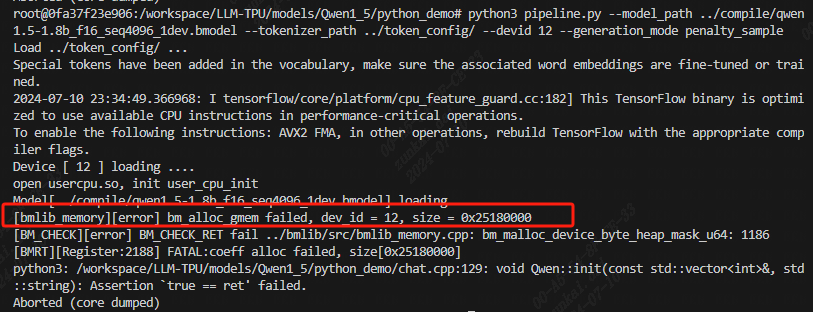 root@0fa37f23e906:/workspace/LLM-TPU/models/Qwen1_5/python_demo# python3 pipeline.py --model_path ../compile/qwen
1.5-1.8b_f16_seq4096_1dev.bmodel --tokenizer_path ../token_config/ --devid 12 --generation_mode penalty_sample
Load ../token_config/ ...
Special tokens have been added in the vocabulary, make sure the associated word embeddings are fine-tuned or trai
ned.
2024-07-10 23:34:49.366968: I tensorflow/core/platform/cpu_feature_guard.cc:182] This TensorFlow binary is optimi
zed to use available CPU instructions in performance-critical operations.
To enable the following instructions: AVX2 FMA, in other operations, rebuild TensorFlow with the appropriate comp
iler flags.
Device [ 12 ] loading ....
open usercpu.so, init user_cpu_init
Model[../compile/qwen1.5-1.8b_f16_seq4096_1dev.bmodel] loading
[bmlib_memory][error] bm_alloc_gmem failed, dev_id = 12, size = 0x25180000
[BM_CHECK][error] BM_CHECK_RET fail ../bmlib/src/bmlib_memory.cpp: bm_malloc_device_byte_heap_mask_u64: 1186
[BMRT][Register:2188] FATAL:coeff alloc failed, size[0x25180000]
python3: /workspace/LLM-TPU/models/Qwen1_5/python_demo/chat.cpp:129: void Qwen::init(const std::vector<int>&, std
::string): Assertion `true == ret' failed.
Aborted (core dumped)